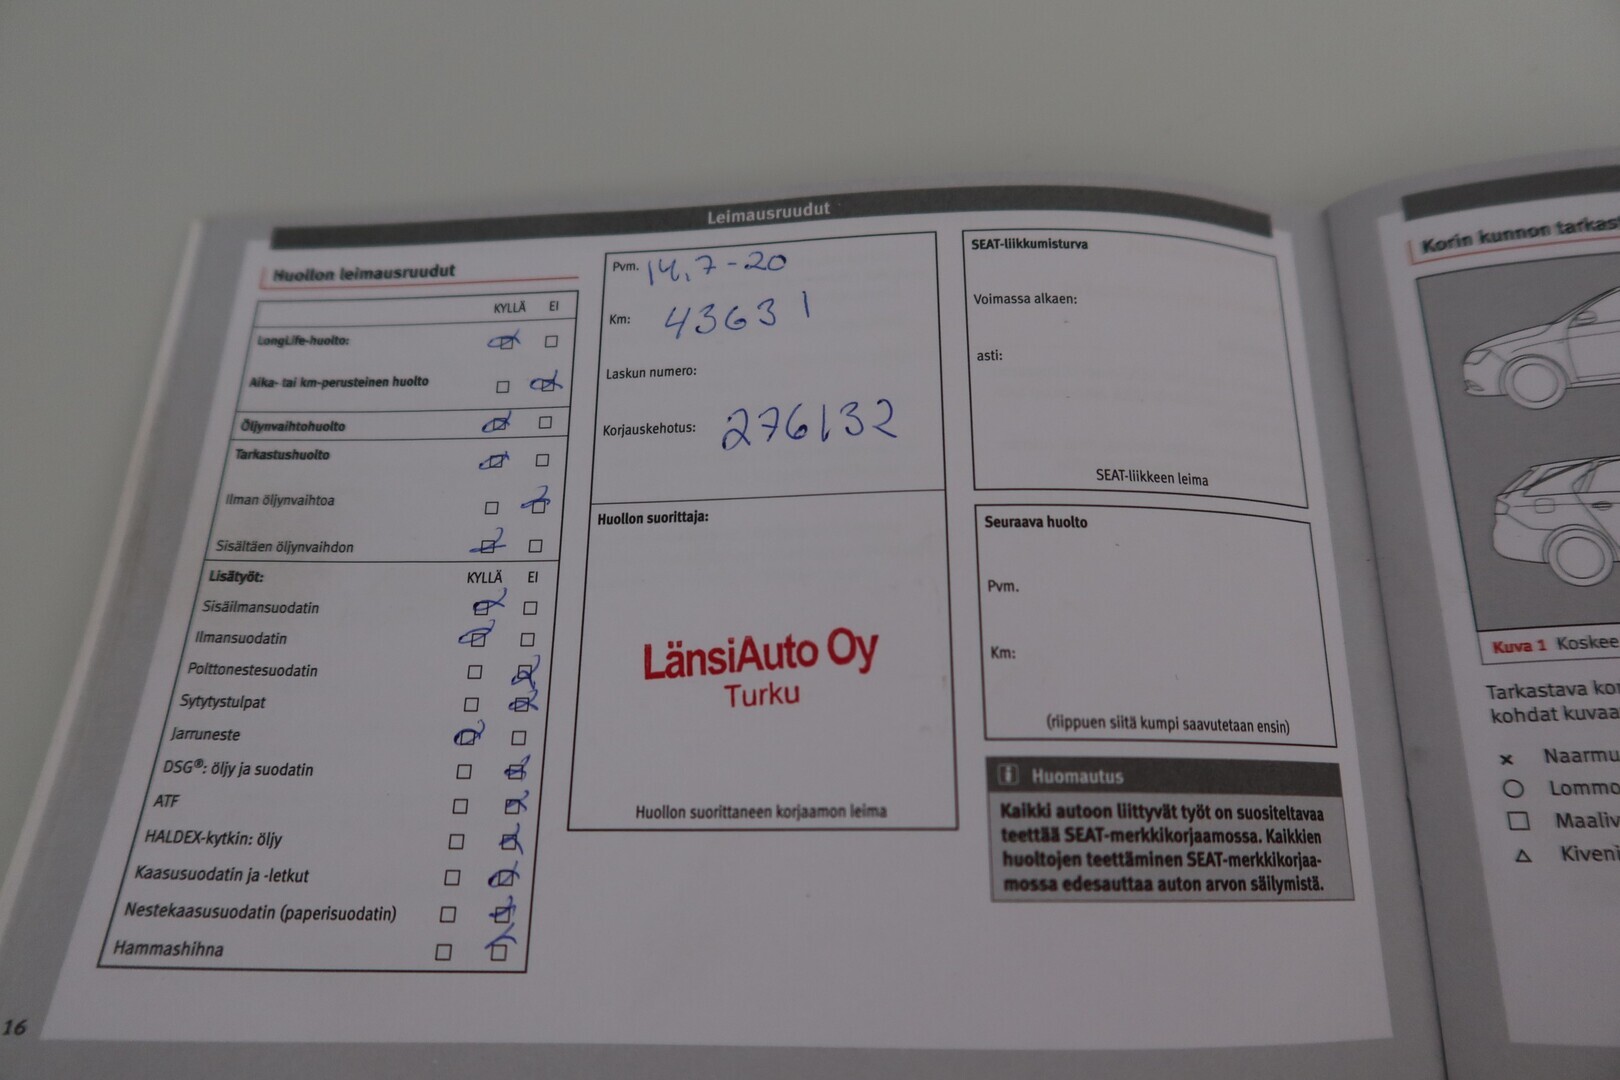 Leimausruudut
Huollon leimausruudut
KYLLÄ EI
LongLife-huolto:
Aika- tai km-perusteinen huolto
Öljynvaihtohuolto
Tarkastushuolto
Ilman öljynvaihtoa
Sisältäen öljynvaihdon
Lisätyöt: KYLLÄ EI
Sisäilmansuodatin
Ilmansuodatin
Polttonestesuodatin
Sytytystulpat
Jarruneste
DSG®: öljy ja suodatin
ATF
HALDEX-kytkin: öljy
Kaasusuodatin ja -letkut
Nestekaasusuodatin (paperisuodatin)
Hammashihna
16
Pvm. 14.7-20
Km: 43631
Laskun numero:
Korjauskehotus: 276132
Huollon suorittaja:
LänsiAuto Oy
Turku
Huollon suorittaneen korjaamon leima
SEAT-liikkumisturva
Voimassa alkaen:
asti:
SEAT-liikkeen leima
Seuraava huolto
Pvm.
Km:
(riippuen siitä kumpi saavutetaan ensin)
Huomautus
Kaikki autoon liittyvät työt on suositeltavaa
teettää SEAT-merkkikorjaamossa. Kaikkien
huoltojen teettäminen SEAT-merkkikorjaa-
mossa edesauttaa auton arvon säilymistä.
Korin kunnon
Kuva 1
Tarkastava
kohdat